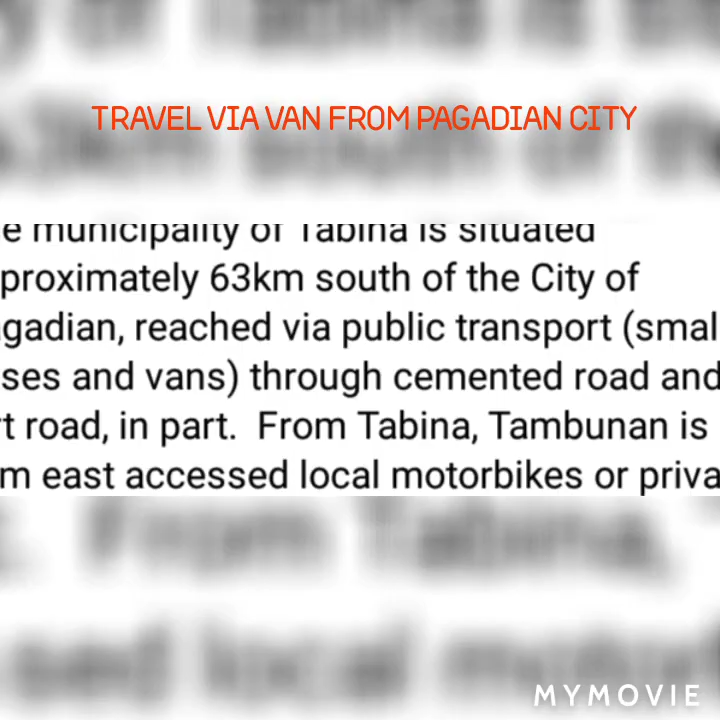 TRAVEL VIA VAN FROM PAGADIAN CITY
e municipality of Tabina is situated
proximately 63km south of the City of
gadian, reached via public transport (smal
ses and vans) through cemented road and
t road, in part. From Tabina, Tambunan is
m east accessed local motorbikes or priva
MYMOVIE